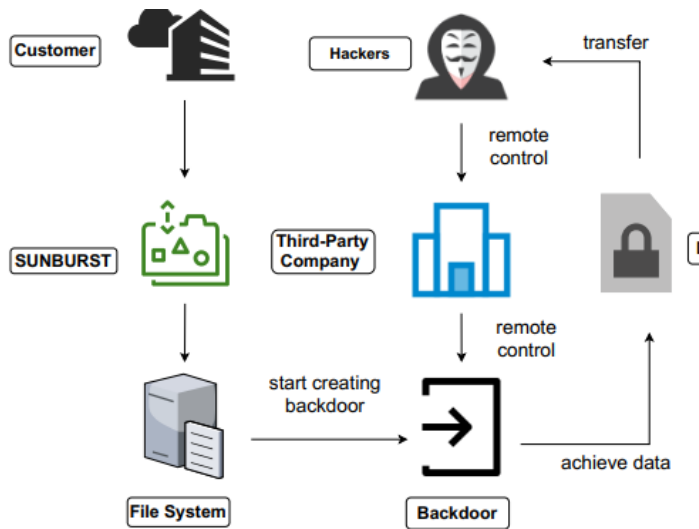 Customer
Hackers
transfer
remote
control
SUNBURST
Third-Party
Company
remote
control
start creating
backdoor
achieve data
File System
Backdoor